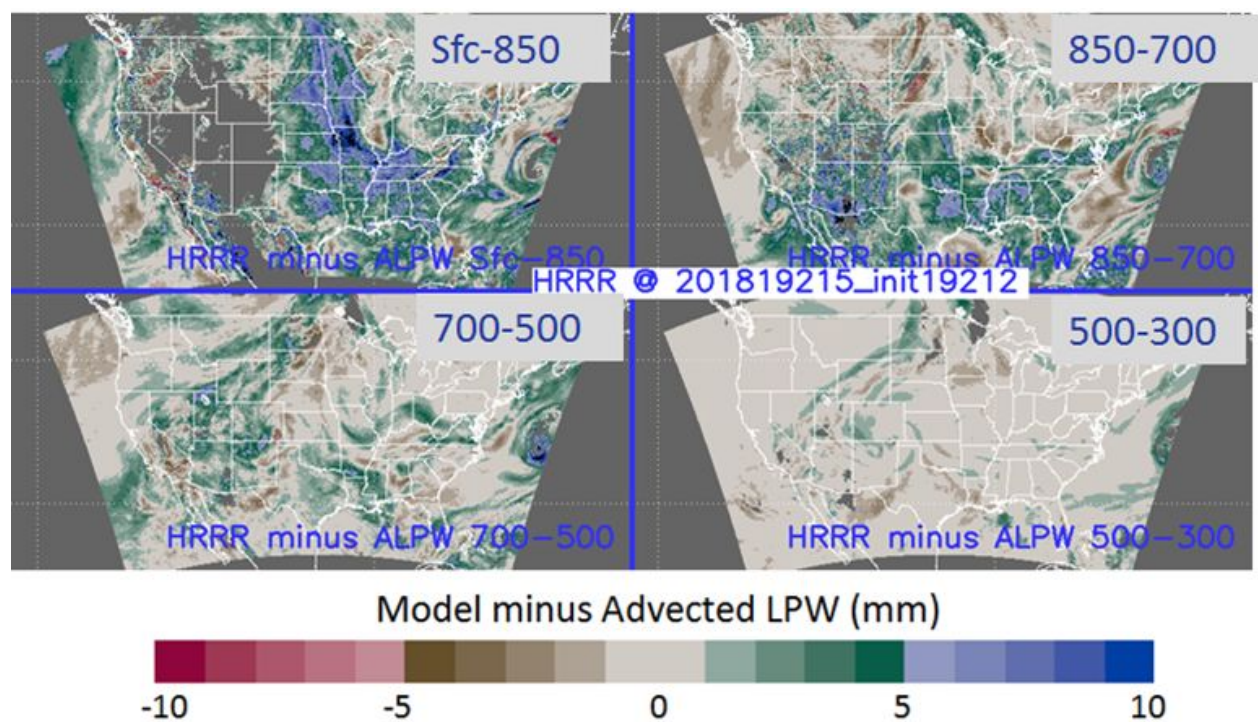 Sfc-850
850-700
HRRR minus ALPW Sfc-850
HRRR minus ALPW 850-700
HRRR @ 201819215_init19212
700-500
500-300
HRRR minus ALPW 700-500
HRRR minus ALPW 500-300
Model minus Advected LPW (mm)
-10 -5 0 5 10